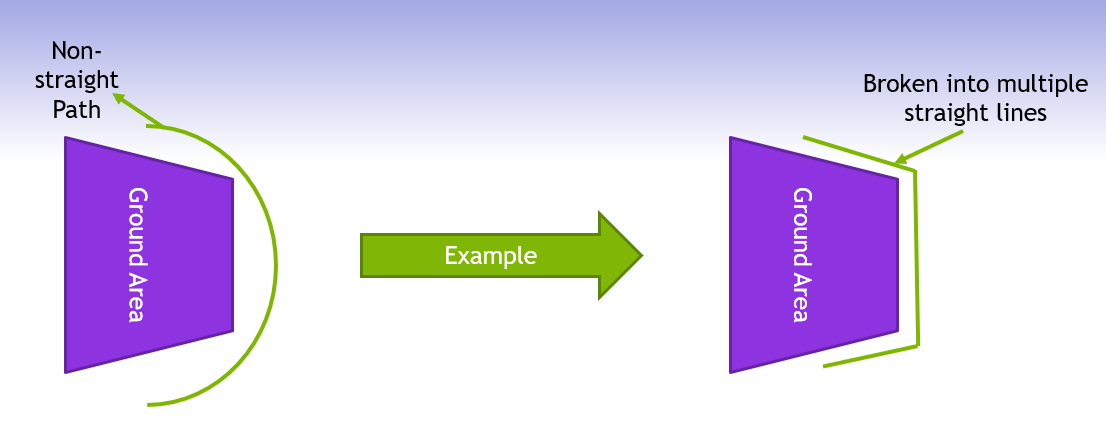 Non-
straight
Path
Ground Area
Example
Broken into multiple
straight lines
Ground Area